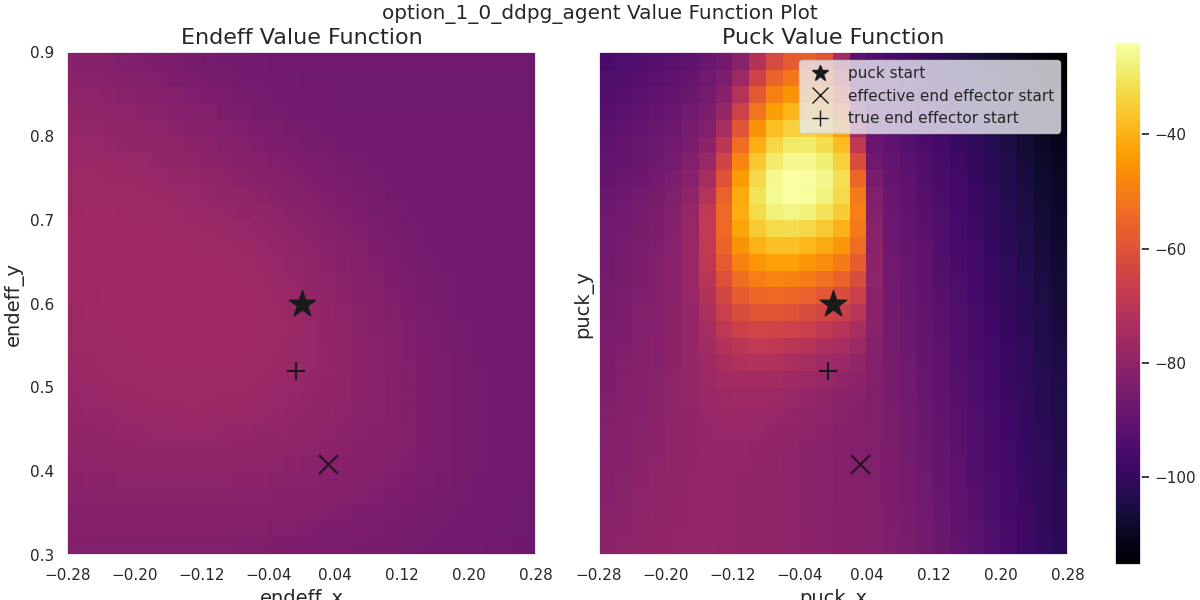 option_1_0_ddpg_agent Value Function Plot
Endeff Value Function
Puck Value Function
puck start
effective end effector start
true end effector start
0.9
0.8
0.7
0.6
0.5
0.4
0.3
endeff_y
puck_y
−0.28 −0.20 −0.12 −0.04 0.04 0.12 0.20 0.28
−0.28 −0.20 −0.12 −0.04 0.04 0.12 0.20 0.28
endeff_x
puck_x
−40
−60
−80
−100